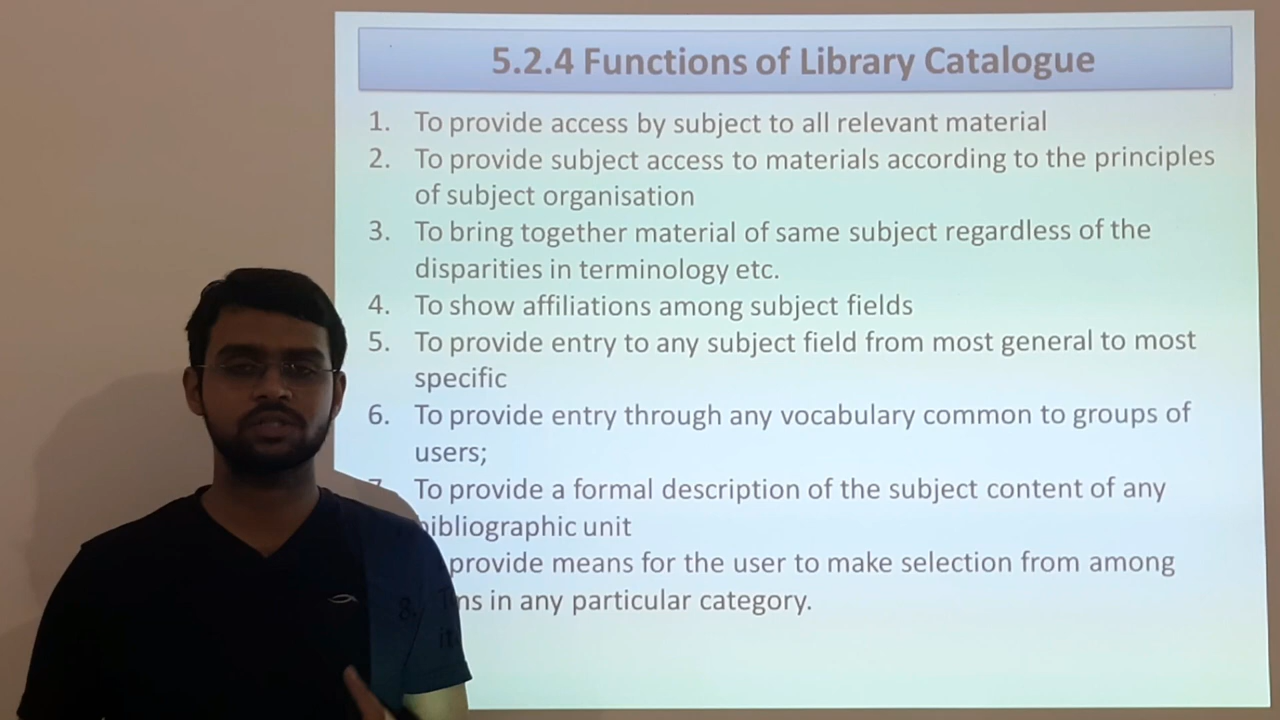 5.2.4 Functions of Library Catalogue
1. To provide access by subject to all relevant material
2. To provide subject access to materials according to the principles
of subject organisation
3. To bring together material of same subject regardless of the
disparities in terminology etc.
4. To show affiliations among subject fields
5. To provide entry to any subject field from most general to most
specific
6. To provide entry through any vocabulary common to groups of
users;
7. To provide a formal description of the subject content of any
bibliographic unit
8. provide means for the user to make selection from among
in any particular category.